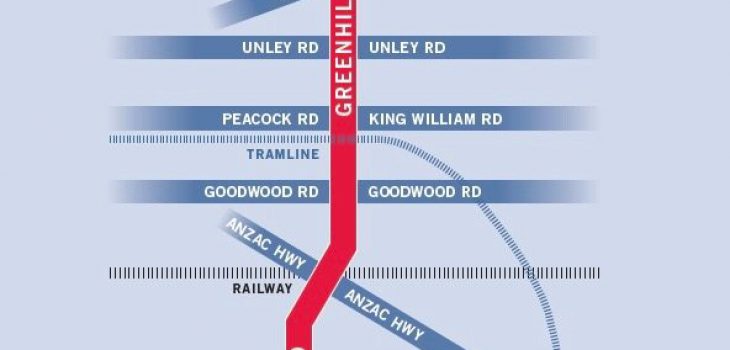 GREENHIL
UNLEY RD
UNLEY RD
PEACOCK RD
KING WILLIAM RD
TRAMLINE
GOODWOOD RD
GOODWOOD RD
ANZAC HWY
RAILWAY
ANZAC HWY